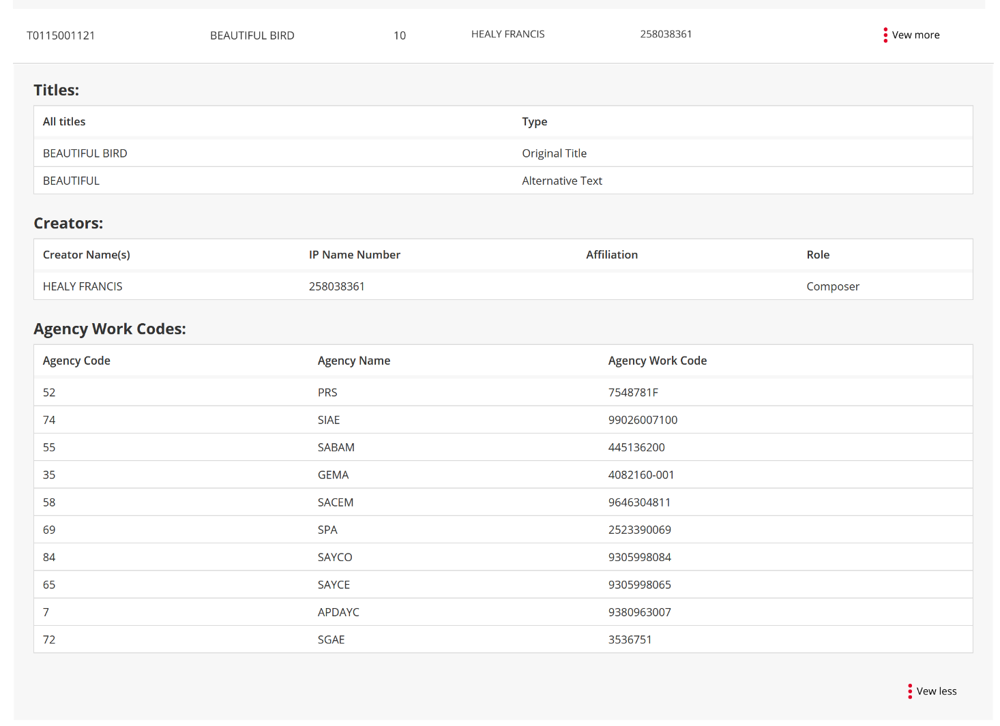 T0115001121 BEAUTIFUL BIRD 10 HEALY FRANCIS 258038361 Vew more
Titles:
All titles Type
BEAUTIFUL BIRD Original Title
BEAUTIFUL Alternative Text
Creators:
Creator Name(s) IP Name Number Affiliation Role
HEALY FRANCIS 258038361 Composer
Agency Work Codes:
Agency Code Agency Name Agency Work Code
52 PRS 7548781F
74 SIAE 99026007100
55 SABAM 445136200
35 GEMA 4082160-001
58 SACEM 9646304811
69 SPA 2523390069
84 SAYCO 9305998084
65 SAYCE 9305998065
7 APDAYC 9380963007
72 SGAE 3536751
Vew less